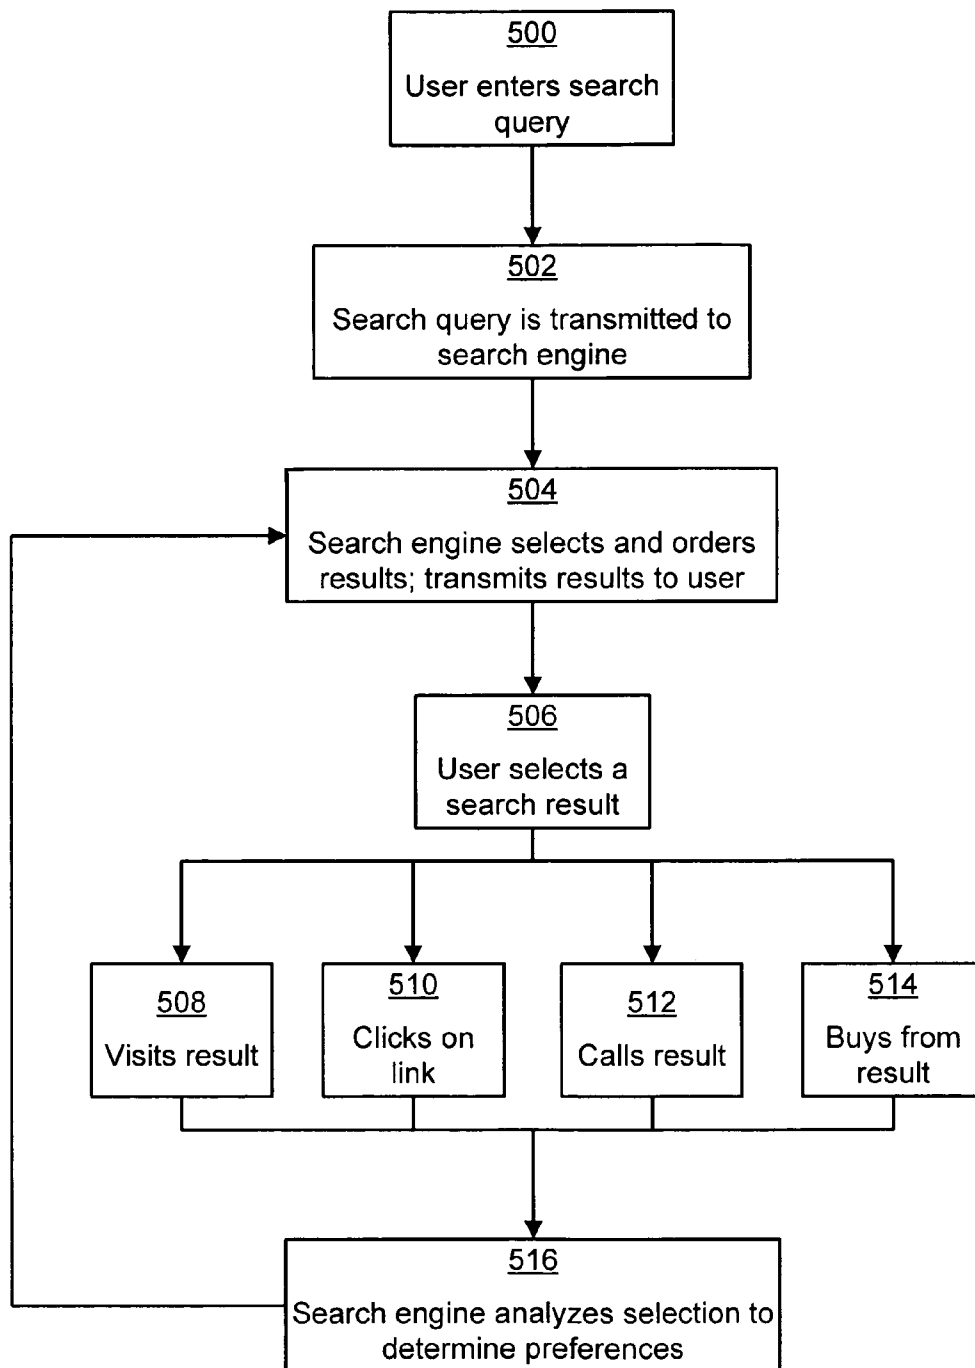 500
User enters search
query
502
Search query is transmitted to
search engine
504
Search engine selects and orders
results; transmits results to user
506
User selects a
search result
508
Visits result
510
Clicks on
link
512
Calls result
514
Buys from
result
516
Search engine analyzes selection to
determine preferences